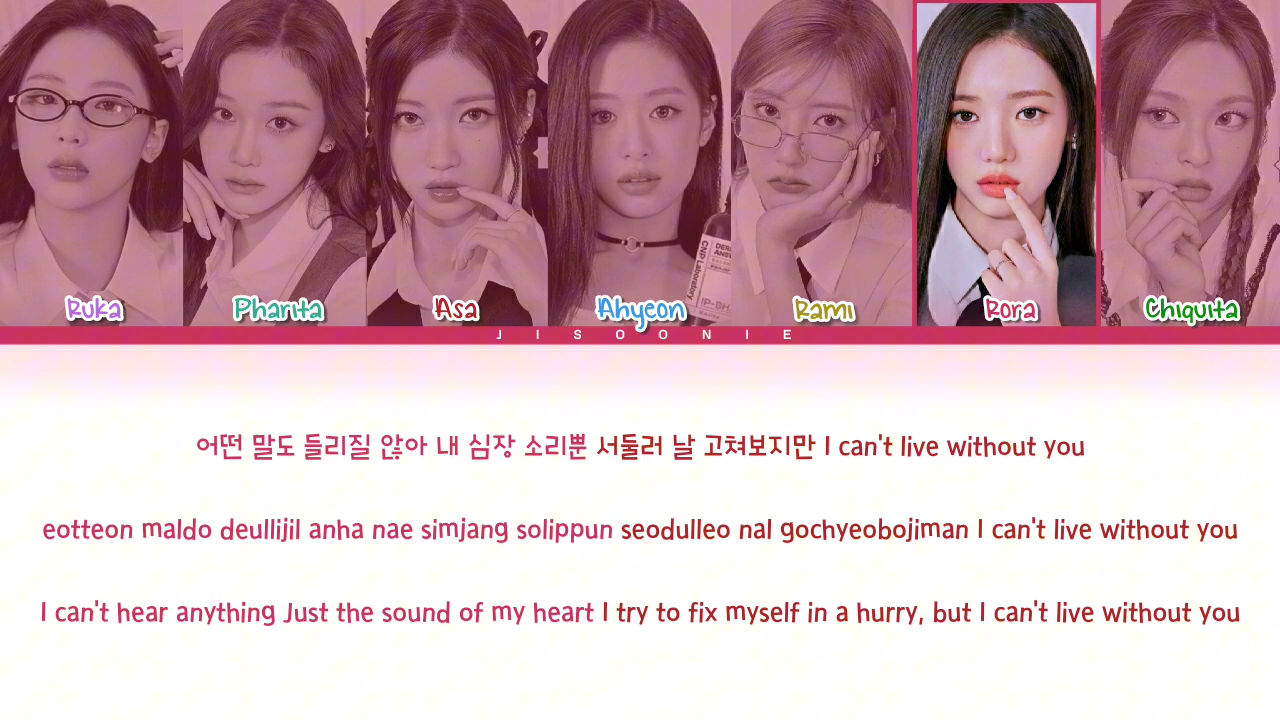 CNP Laboratory
Ruka Pharita Asa Ahyeon Rami Rora Chiquita
JISOONIE
어떤 말도 들리질 않아 내 심장 소리뿐 서둘러 날 고쳐보지만 I can't live without you
eotteon maldo deullijil anha nae simjang solippun seodulleo nal gochyeobojiman I can't live without you
I can't hear anything Just the sound of my heart I try to fix myself in a hurry, but I can't live without you